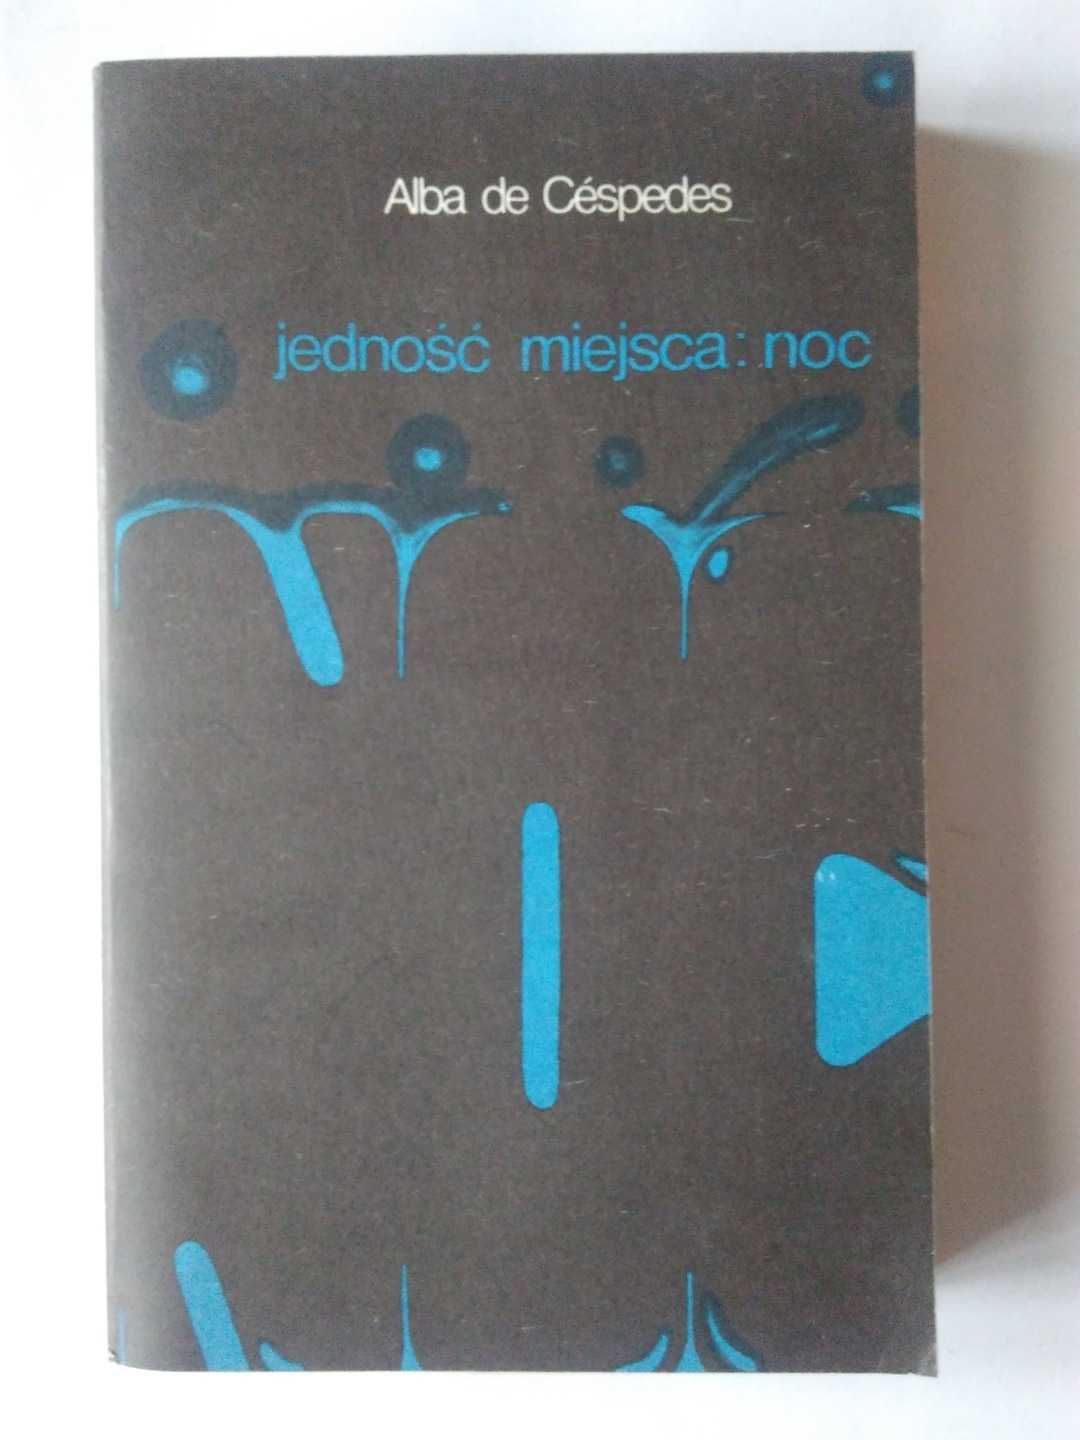 Alba de Céspedes
jedność miejsca: noc